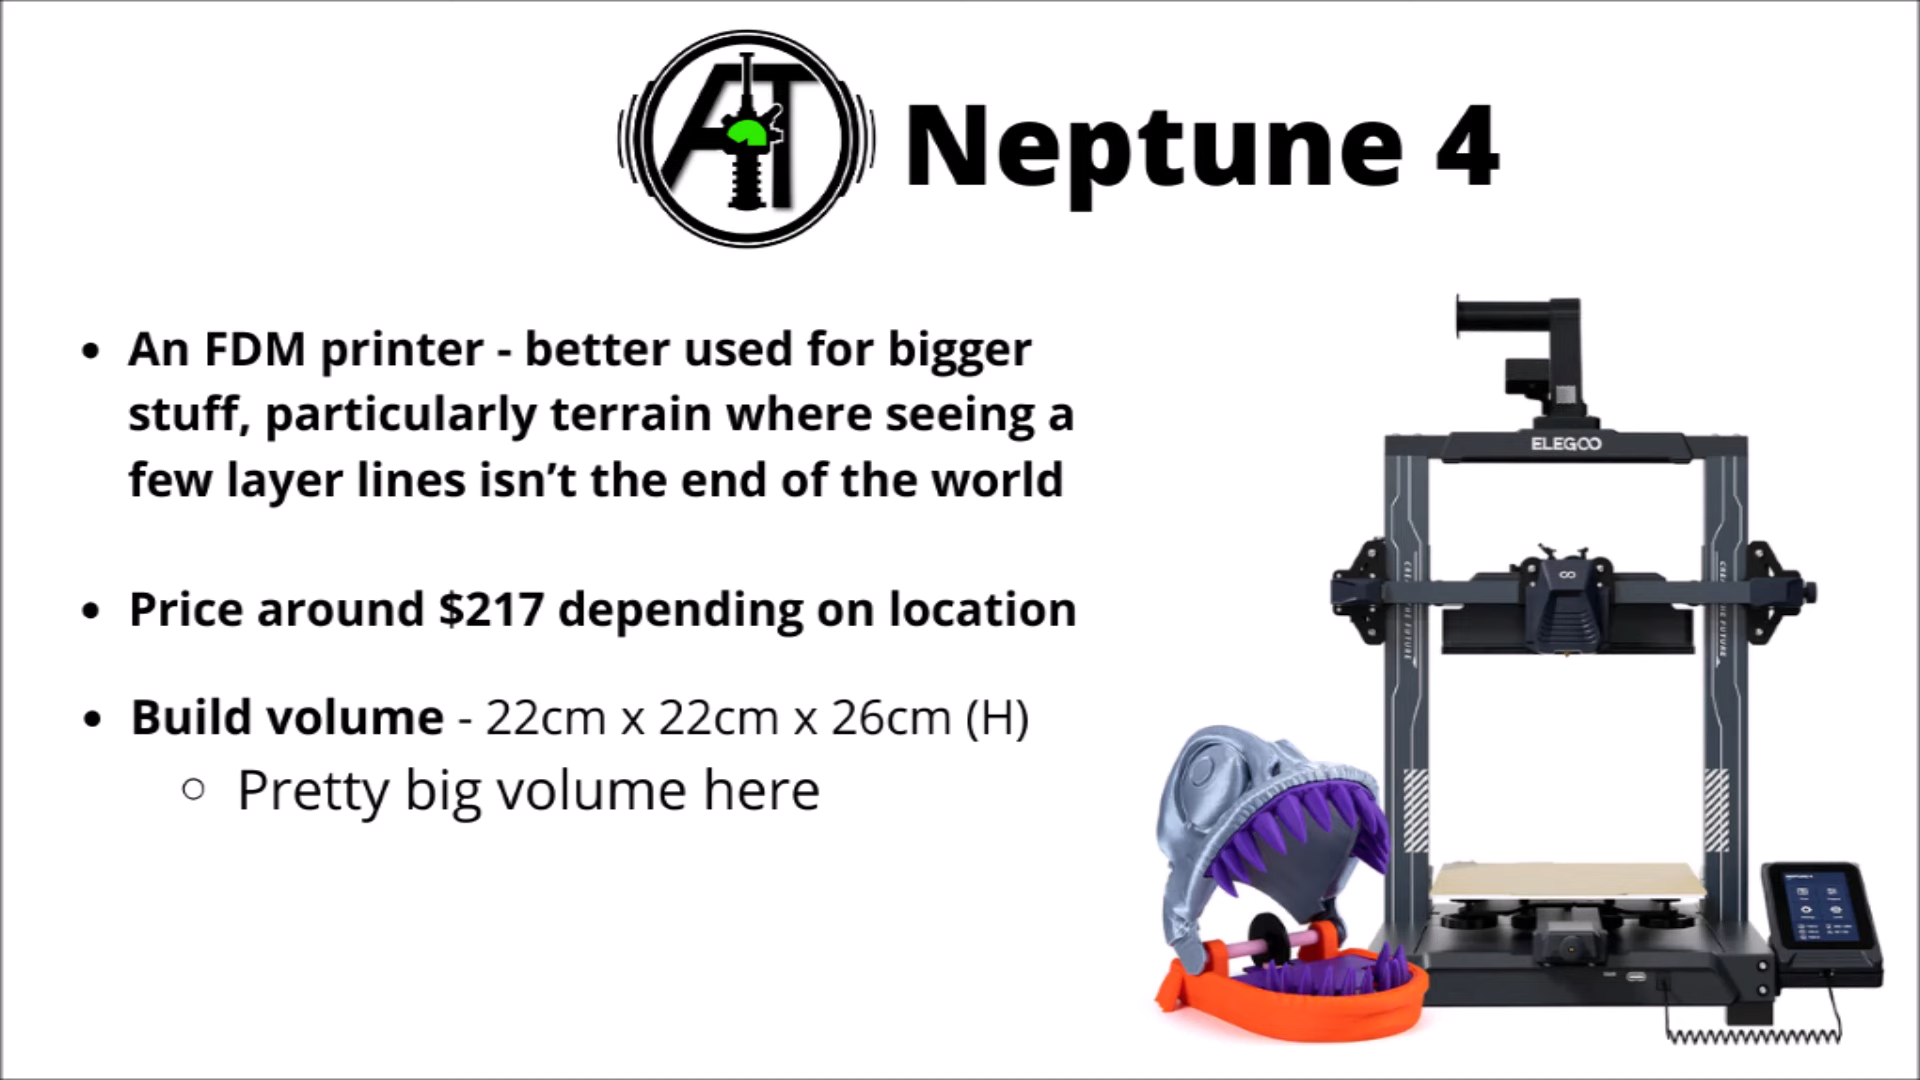 AT
Neptune 4
An FDM printer - better used for bigger
stuff, particularly terrain where seeing a
few layer lines isn’t the end of the world
Price around $217 depending on location
Build volume - 22cm x 22cm x 26cm (H)
Pretty big volume here
ELEGOO